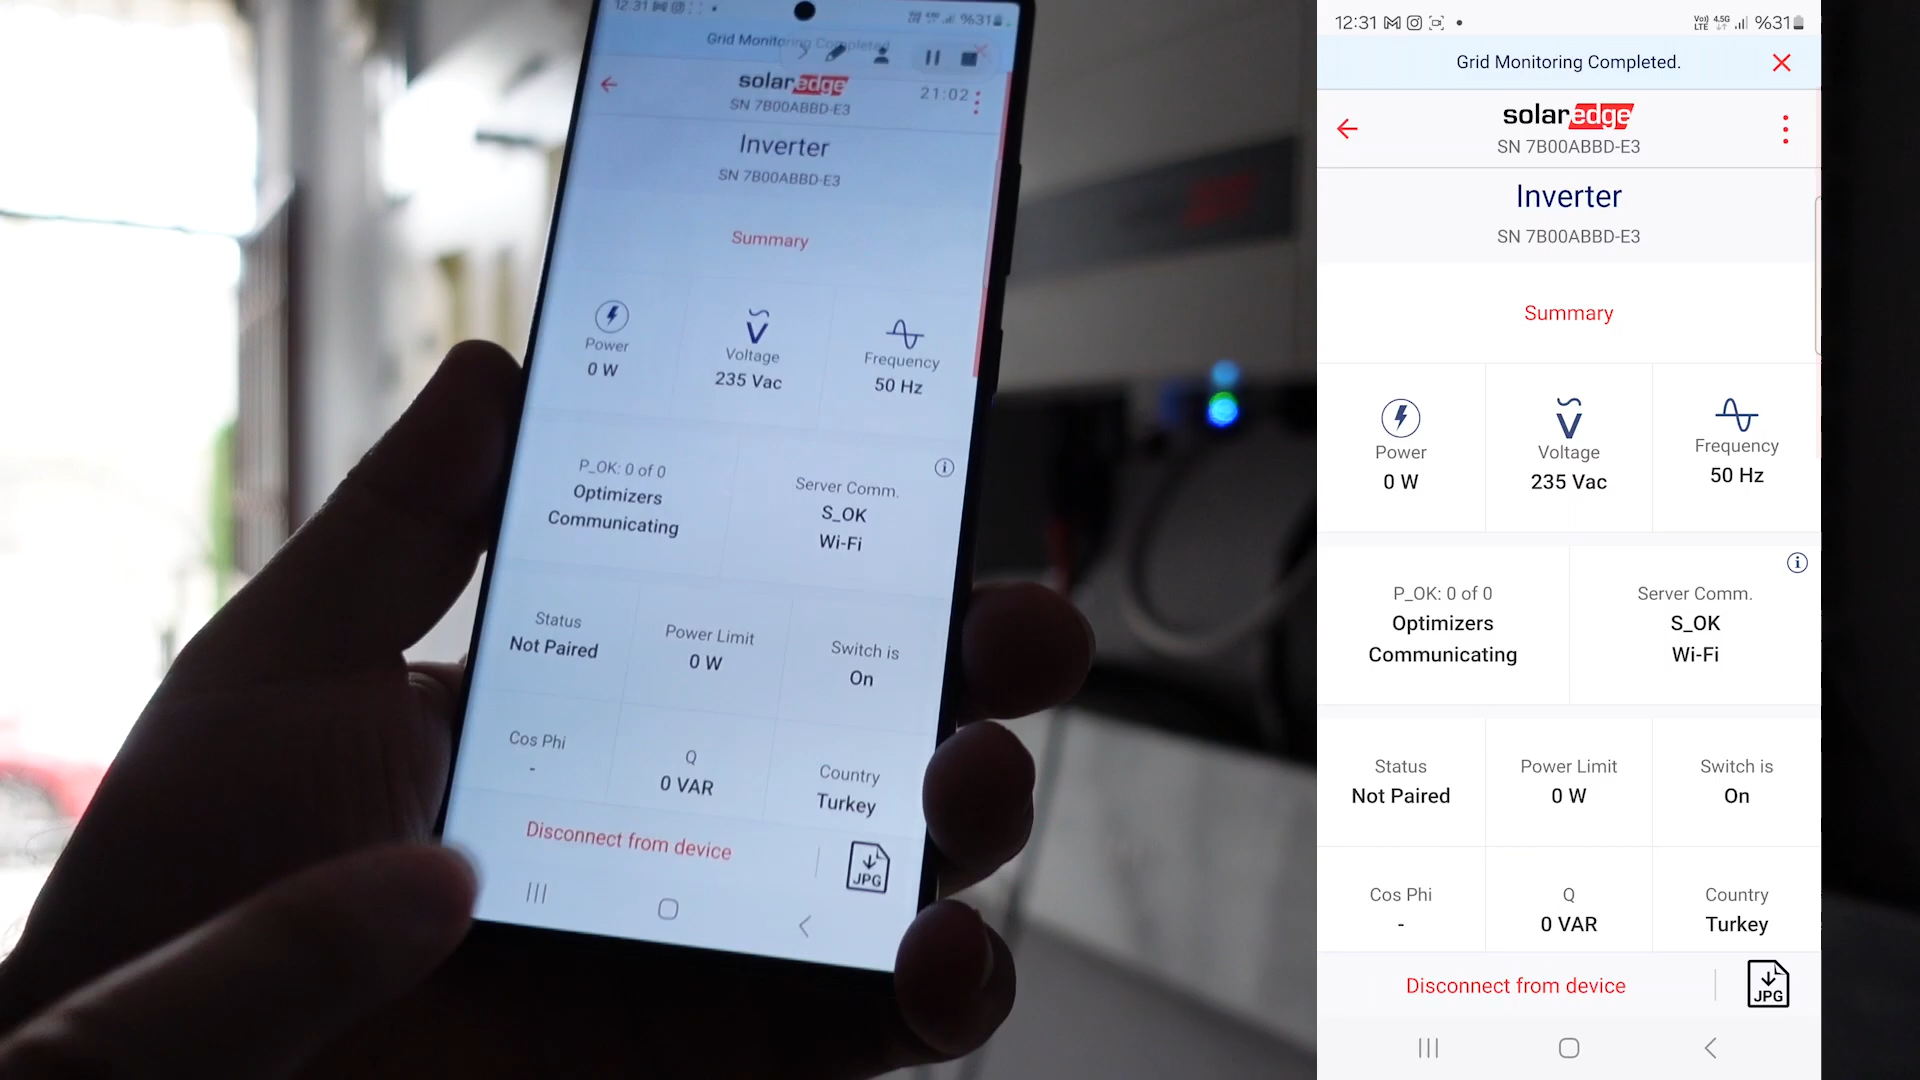 12:31
%31
Grid Monitoring Completed.
solaredge
21:02
SN 7B00ABBD-E3
Inverter
SN 7B00ABBD-E3
Summary
Power
0 W
Voltage
235 Vac
Frequency
50 Hz
P_OK: 0 of 0
Optimizers
Communicating
Server Comm.
S_OK
Wi-Fi
Status
Not Paired
Power Limit
0 W
Switch is
On
Cos Phi
-
Q
0 VAR
Country
Turkey
Disconnect from device
JPG
12:31
Vo)) LTE 4.5G %31
Grid Monitoring Completed.
solaredge
SN 7B00ABBD-E3
Inverter
SN 7B00ABBD-E3
Summary
Power
0 W
Voltage
235 Vac
Frequency
50 Hz
P_OK: 0 of 0
Optimizers
Communicating
Server Comm.
S_OK
Wi-Fi
Status
Not Paired
Power Limit
0 W
Switch is
On
Cos Phi
-
Q
0 VAR
Country
Turkey
Disconnect from device
JPG